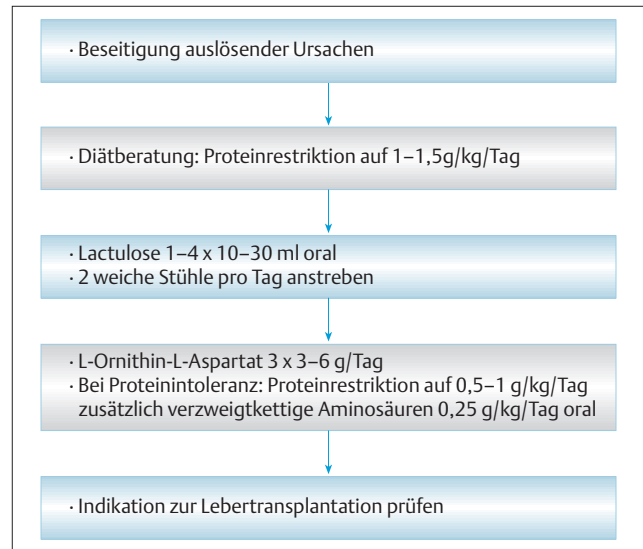 · Beseitigung auslösender Ursachen
· Diätberatung: Proteinrestriktion auf 1–1,5g/kg/Tag
· Lactulose 1–4 x 10–30 ml oral
· 2 weiche Stühle pro Tag anstreben
· L-Ornithin-L-Aspartat 3 x 3–6 g/Tag
· Bei Proteinintoleranz: Proteinrestriktion auf 0,5–1 g/kg/Tag
zusätzlich verzweigtkettige Aminosäuren 0,25 g/kg/Tag oral
· Indikation zur Lebertransplantation prüfen